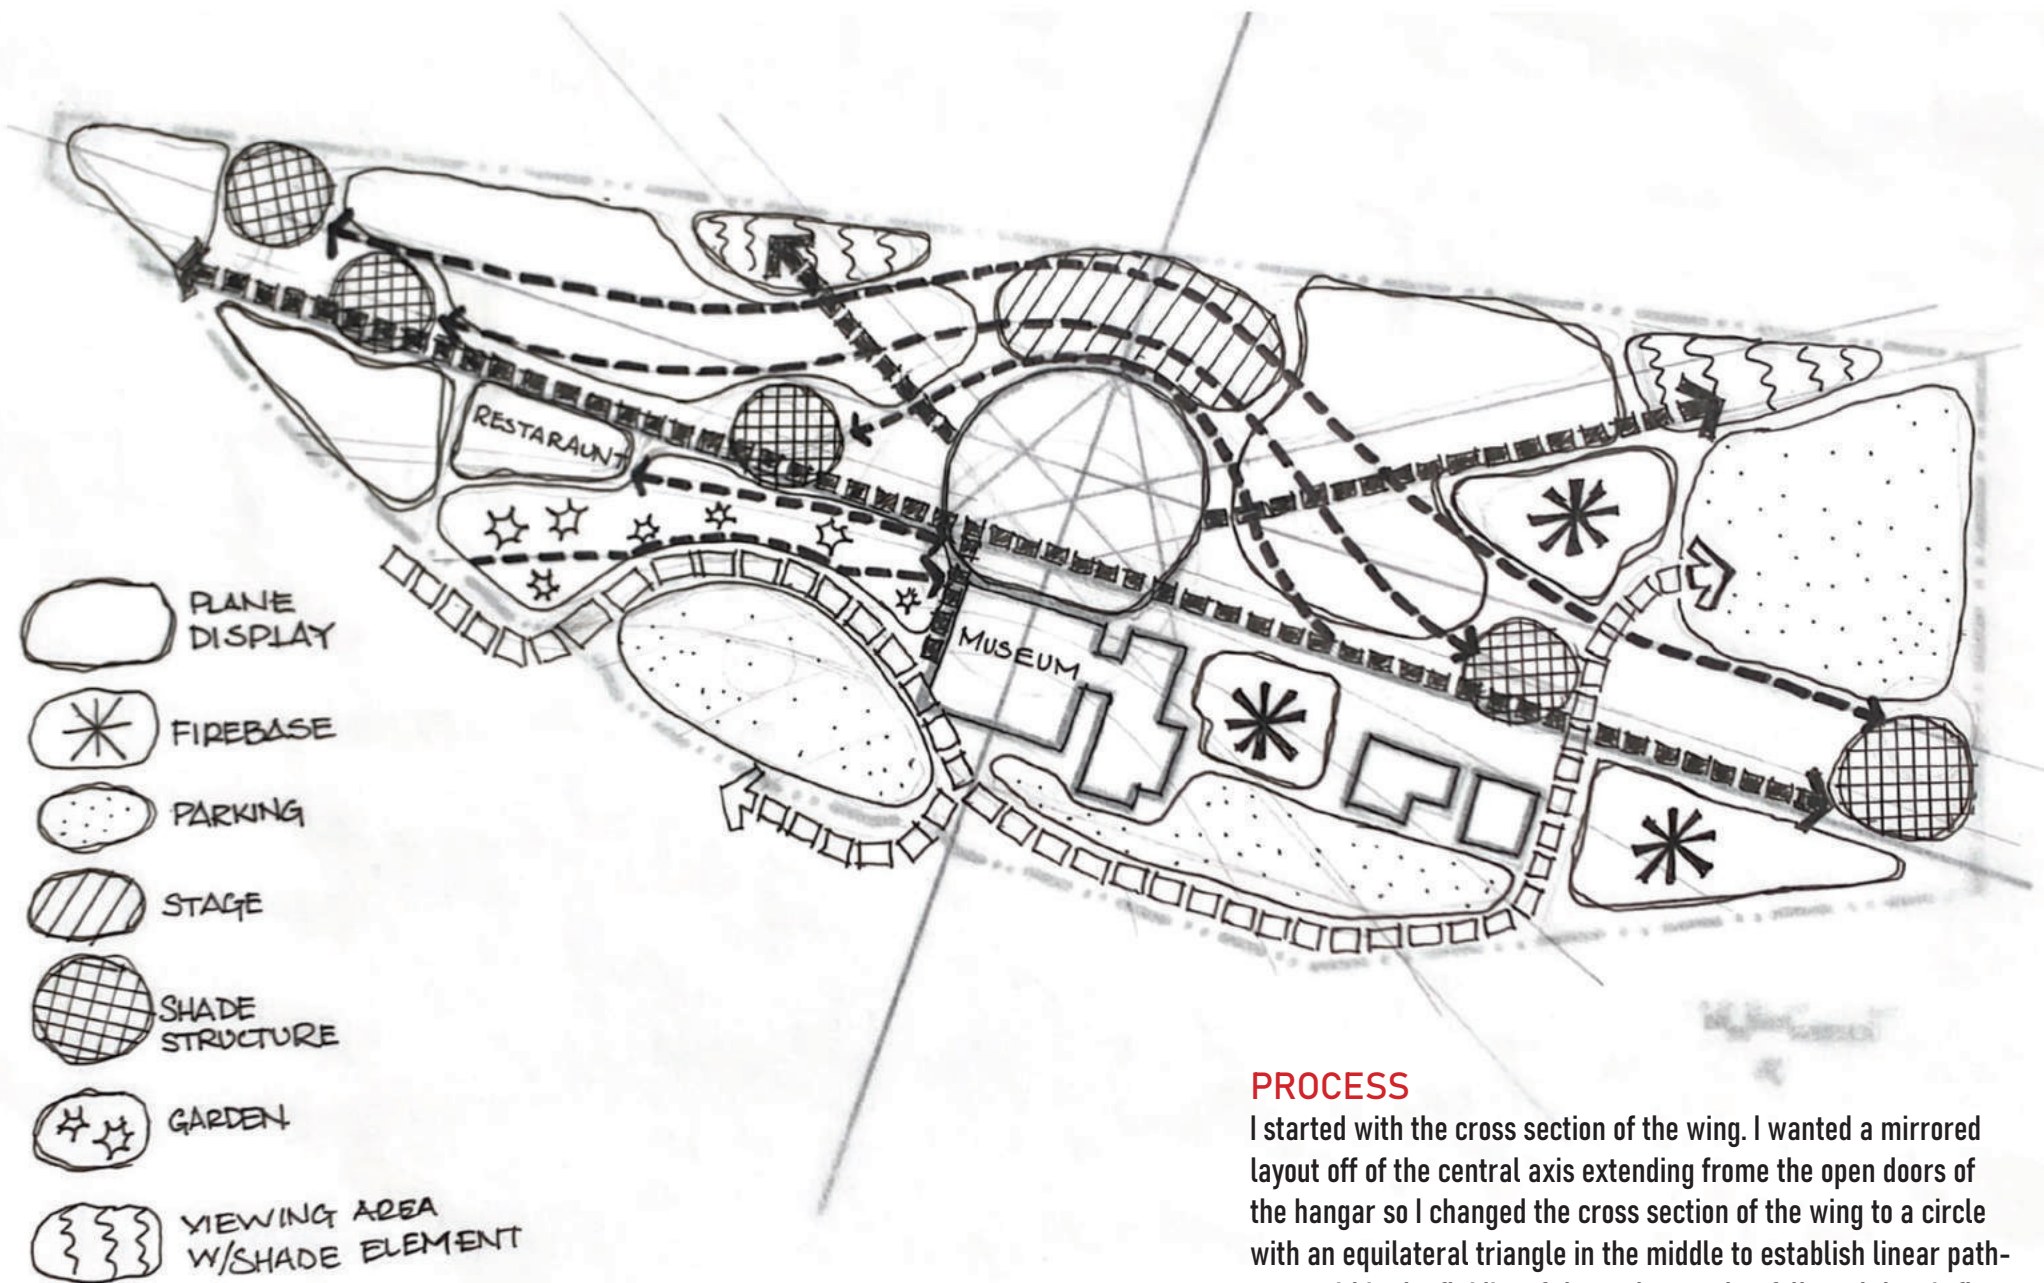 RESTARAUNT
MUSEUM
PLANE
DISPLAY
FIREBASE
PARKING
STAGE
SHADE
STRUCTURE
GARDEN
VIEWING AREA
W/SHADE ELEMENT
PROCESS
I started with the cross section of the wing. I wanted a mirrored
layout off of the central axis extending frome the open doors of
the hangar so I changed the cross section of the wing to a circle
with an equilateral triangle in the middle to establish linear path-